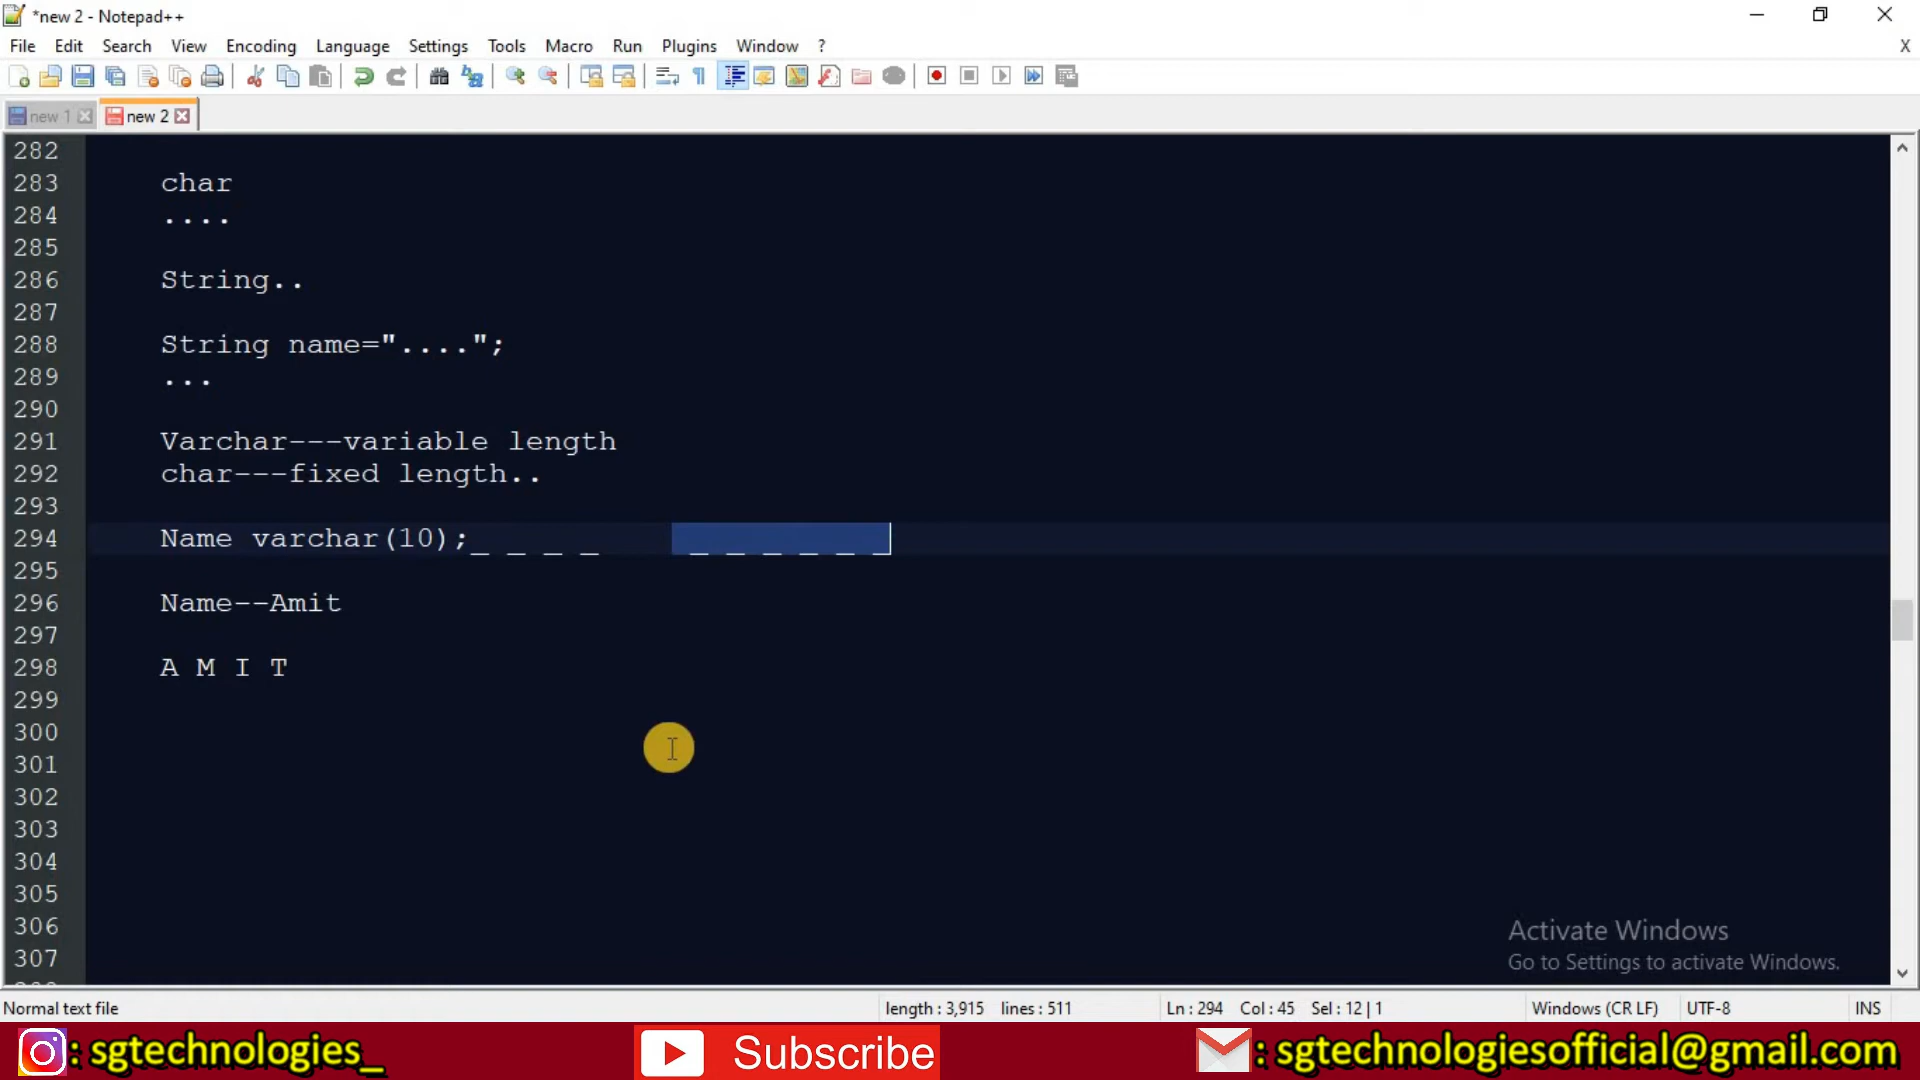 *new 2 - Notepad++
File Edit Search View Encoding Language Settings Tools Macro Run Plugins Window ? X
new 1 new 2
282
283 char
284 ....
285
286 String..
287
288 String name="....";
289 ...
290
291 Varchar---variable length
292 char---fixed length..
293
294 Name varchar(10);_ _ _ _ _ _ _ _ _ _
295
296 Name--Amit
297
298 A M I T
299
300
301
302
303
304
305
306
307
Activate Windows
Go to Settings to activate Windows.
Normal text file length : 3,915 lines : 511 Ln : 294 Col : 45 Sel : 12 | 1 Windows (CR LF) UTF-8 INS
: sgtechnologies_ Subscribe : sgtechnologiesofficial@gmail.com